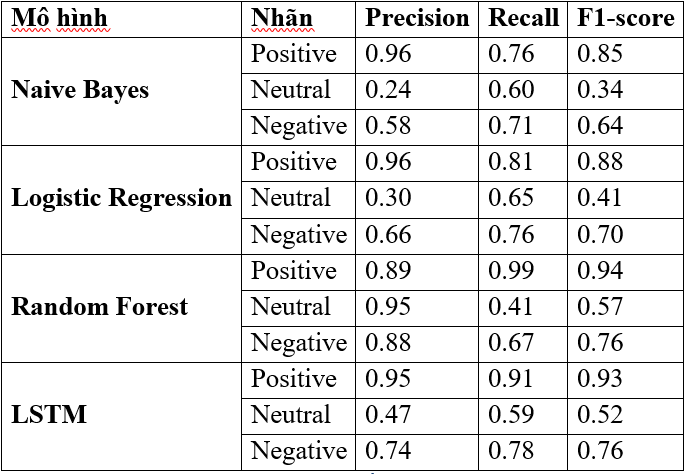 Mô hình Nhãn Precision Recall F1-score
Naive Bayes Positive 0.96 0.76 0.85
Neutral 0.24 0.60 0.34
Negative 0.58 0.71 0.64
Logistic Regression Positive 0.96 0.81 0.88
Neutral 0.30 0.65 0.41
Negative 0.66 0.76 0.70
Random Forest Positive 0.89 0.99 0.94
Neutral 0.95 0.41 0.57
Negative 0.88 0.67 0.76
LSTM Positive 0.95 0.91 0.93
Neutral 0.47 0.59 0.52
Negative 0.74 0.78 0.76